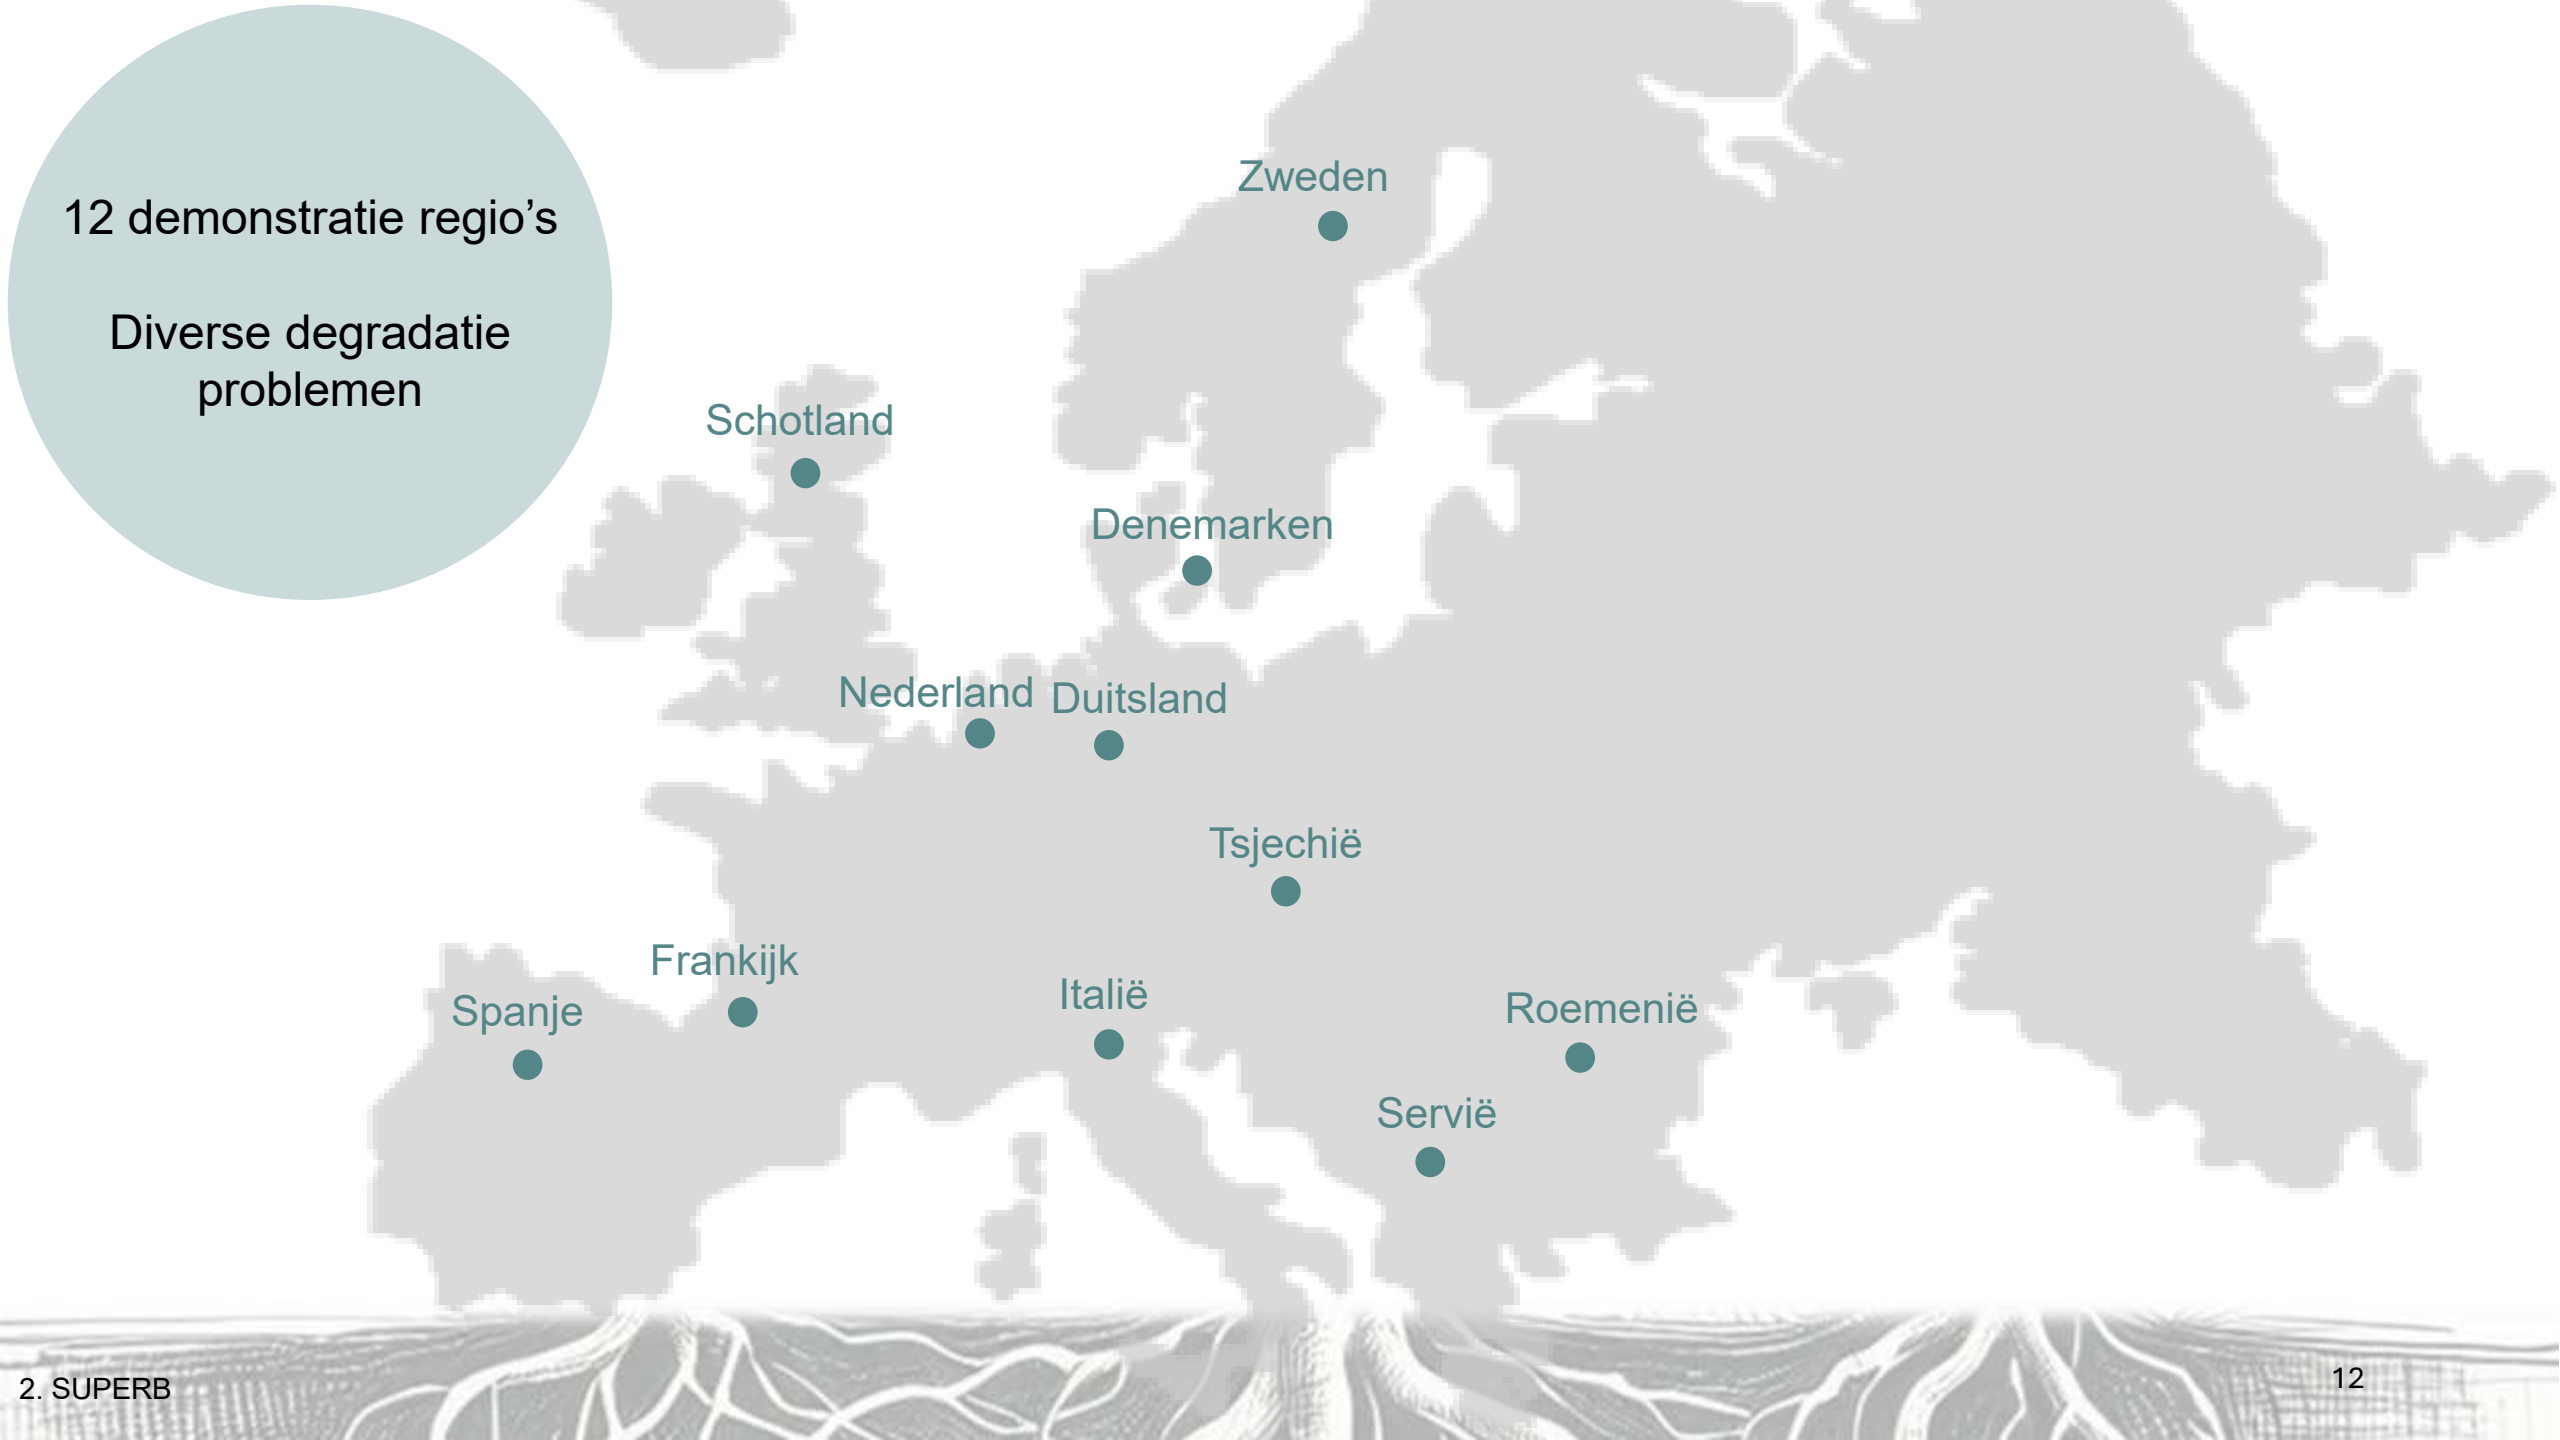 12 demonstratie regio’s
Diverse degradatie
problemen
Zweden
Schotland
Denemarken
Nederland
Duitsland
Tsjechië
Frankijk
Italië
Spanje
Roemenië
Servië
2. SUPERB
12